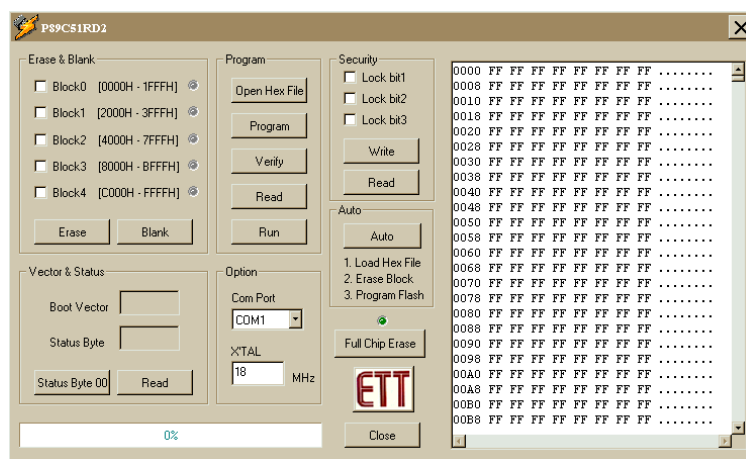 P89C51RD2
Erase & Blank
Block0 [0000H - 1FFFH]
Block1 [2000H - 3FFFH]
Block2 [4000H - 7FFFH]
Block3 [8000H - BFFFH]
Block4 [C000H - FFFFH]
Erase Blank
Program
Open Hex File
Program
Verify
Read
Run
Security
Lock bit1
Lock bit2
Lock bit3
Write
Read
Auto
Auto
1. Load Hex File
2. Erase Block
3. Program Flash
Vector & Status
Boot Vector
Status Byte
Status Byte 00 Read
Option
Com Port
COM1
X'TAL
18 MHz
Full Chip Erase
ETT
Close
0%
0000 FF FF FF FF FF FF FF FF ........
0008 FF FF FF FF FF FF FF FF ........
0010 FF FF FF FF FF FF FF FF ........
0018 FF FF FF FF FF FF FF FF ........
0020 FF FF FF FF FF FF FF FF ........
0028 FF FF FF FF FF FF FF FF ........
0030 FF FF FF FF FF FF FF FF ........
0038 FF FF FF FF FF FF FF FF ........
0040 FF FF FF FF FF FF FF FF ........
0048 FF FF FF FF FF FF FF FF ........
0050 FF FF FF FF FF FF FF FF ........
0058 FF FF FF FF FF FF FF FF ........
0060 FF FF FF FF FF FF FF FF ........
0068 FF FF FF FF FF FF FF FF ........
0070 FF FF FF FF FF FF FF FF ........
0078 FF FF FF FF FF FF FF FF ........
0080 FF FF FF FF FF FF FF FF ........
0088 FF FF FF FF FF FF FF FF ........
0090 FF FF FF FF FF FF FF FF ........
0098 FF FF FF FF FF FF FF FF ........
00A0 FF FF FF FF FF FF FF FF ........
00A8 FF FF FF FF FF FF FF FF ........
00B0 FF FF FF FF FF FF FF FF ........
00B8 FF FF FF FF FF FF FF FF ........